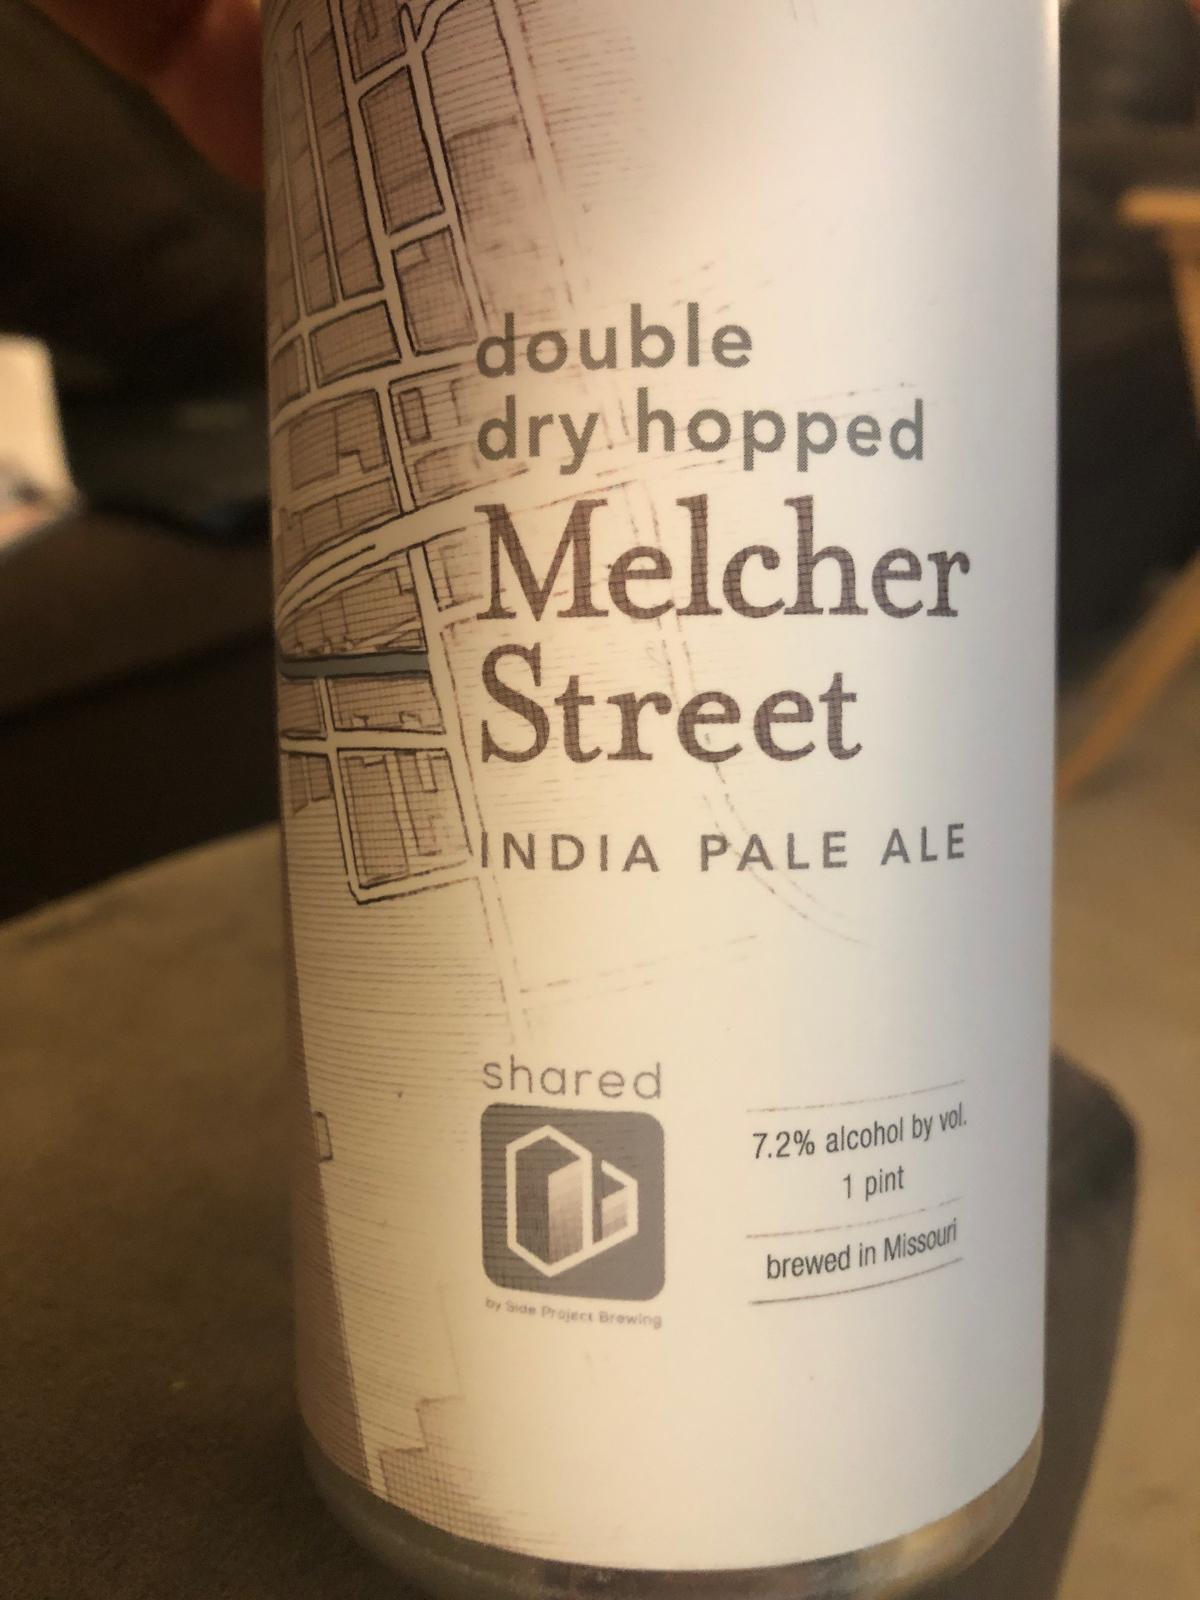 double
dry hopped
Melcher
Street
INDIA PALE ALE
shared
by Side Project Brewing
7.2% alcohol by vol.
1 pint
brewed in Missouri